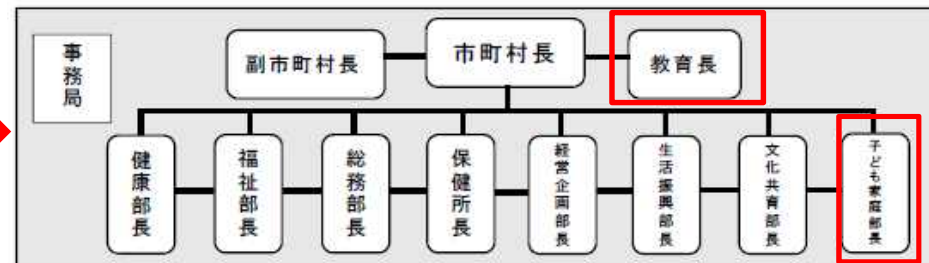 事務局
副市町村長
市町村長
教育長
健康部長
福祉部長
総務部長
保健所長
経営企画部長
生活振興部長
文化共育部長
子ども家庭部長